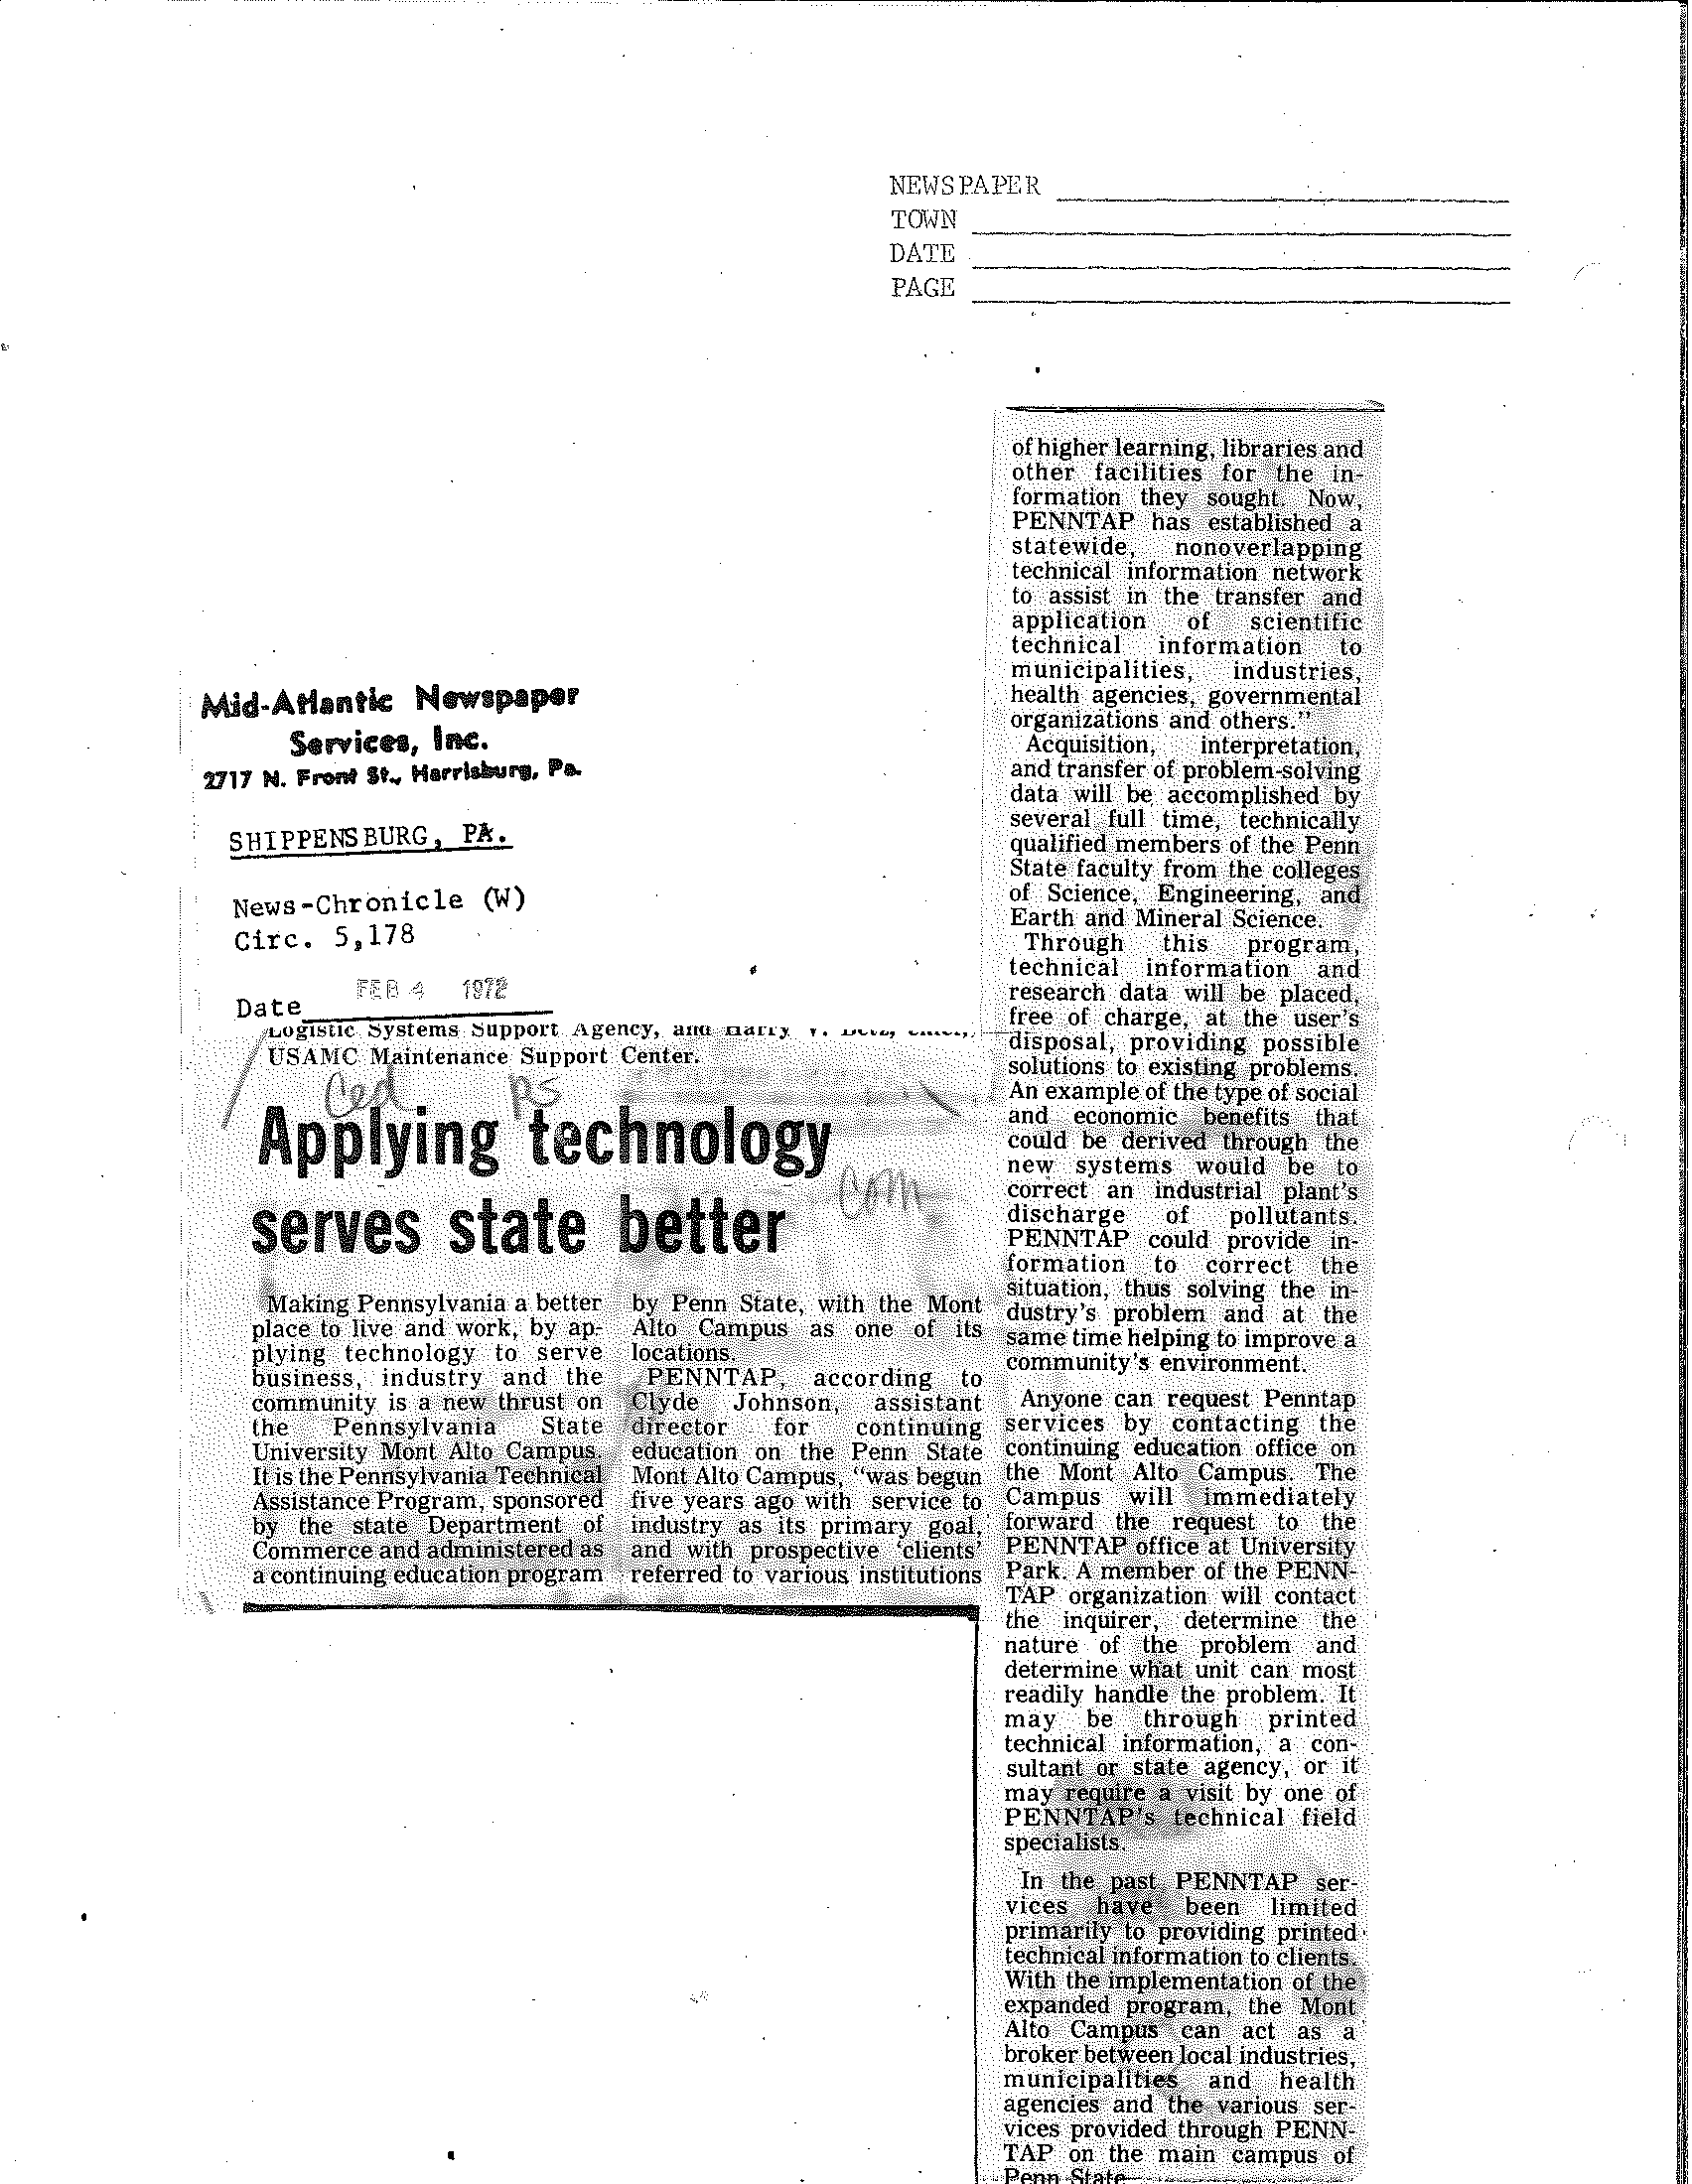 NEWSPAPER
TOWN
DATE
PAGE
Mid-Atlantic Newspaper
Services, Inc.
2717 N. Front St., Harrisburg, Pa.
SHIPPENSBURG, PA.
News-Chronicle (W)
Circ. 5,178
Date FEB 4 1972
Logistic Systems Support Agency, and Harry V.
USAMC Maintenance Support Center.
Ced ps
Applying technology
com
serves state better
Making Pennsylvania a better
place to live and work, by ap-
plying technology to serve
business, industry and the
community is a new thrust on
the Pennsylvania State
University Mont Alto Campus.
It is the Pennsylvania Technical
Assistance Program, sponsored
by the state Department of
Commerce and administered as
a continuing education program
by Penn State, with the Mont
Alto Campus as one of its
locations.
PENNTAP, according to
Clyde Johnson, assistant
director for continuing
education on the Penn State
Mont Alto Campus, "was begun
five years ago with service to
industry as its primary goal,
and with prospective 'clients'
referred to various institutions
of higher learning, libraries and
other facilities for the in-
formation they sought. Now,
PENNTAP has established a
statewide, nonoverlapping
technical information network
to assist in the transfer and
application of scientific
technical information to
municipalities, industries,
health agencies, governmental
organizations and others."
Acquisition, interpretation,
and transfer of problem-solving
data will be accomplished by
several full time, technically
qualified members of the Penn
State faculty from the colleges
of Science, Engineering, and
Earth and Mineral Science.
Through this program,
technical information and
research data will be placed,
free of charge, at the user's
disposal, providing possible
solutions to existing problems.
An example of the type of social
and economic benefits that
could be derived through the
new systems would be to
correct an industrial plant's
discharge of pollutants.
PENNTAP could provide in-
formation to correct the
situation, thus solving the in-
dustry's problem and at the
same time helping to improve a
community's environment.
Anyone can request Penntap
services by contacting the
continuing education office on
the Mont Alto Campus. The
Campus will immediately
forward the request to the
PENNTAP office at University
Park. A member of the PENN-
TAP organization will contact
the inquirer, determine the
nature of the problem and
determine what unit can most
readily handle the problem. It
may be through printed
technical information, a con-
sultant or state agency, or it
may require a visit by one of
PENNTAP's technical field
specialists.
In the past PENNTAP ser-
vices have been limited
primarily to providing printed
technical information to clients.
With the implementation of the
expanded program, the Mont
Alto Campus can act as a
broker between local industries,
municipalities and health
agencies and the various ser-
vices provided through PENN-
TAP on the main campus of
Penn State